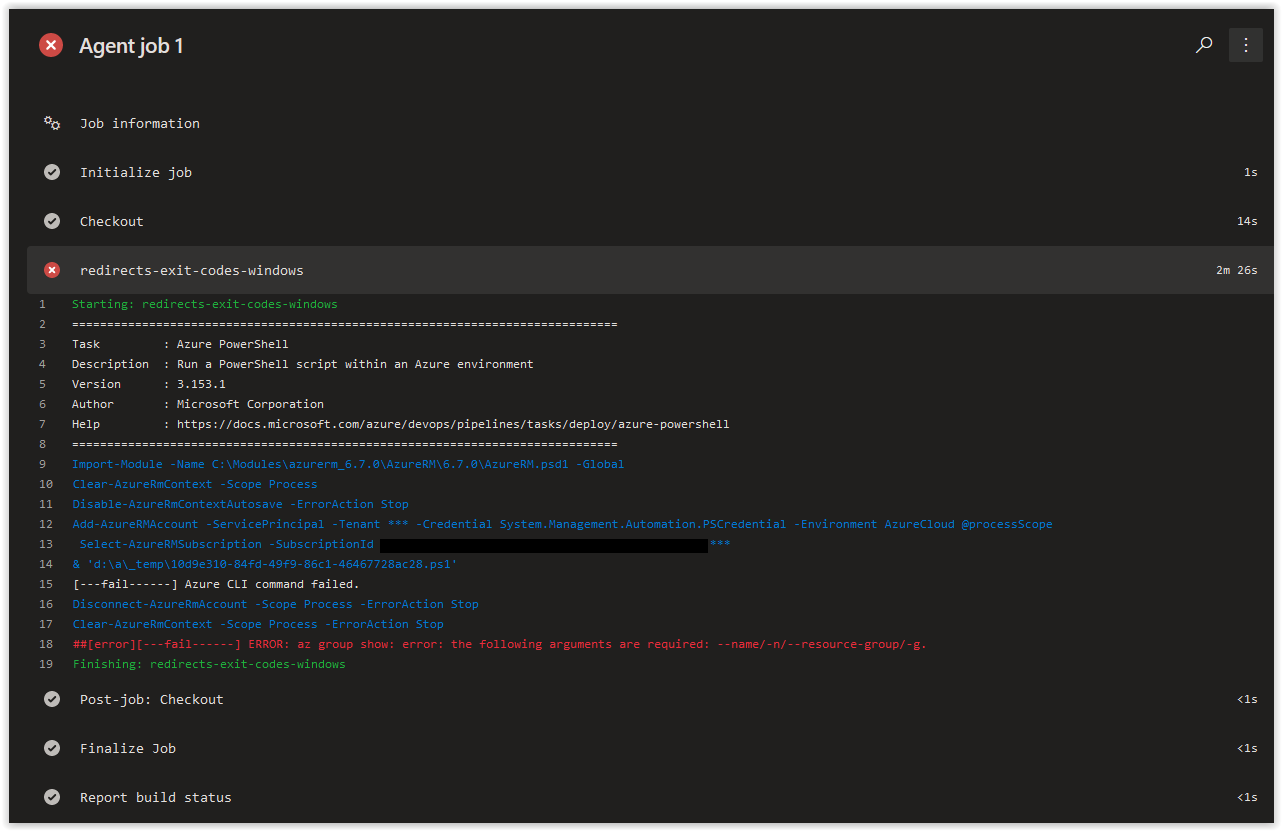 Agent job 1
Job information
Initialize job 1s
Checkout 14s
redirects-exit-codes-windows 2m 26s
1 Starting: redirects-exit-codes-windows
2 ==============================================================================
3 Task : Azure PowerShell
4 Description : Run a PowerShell script within an Azure environment
5 Version : 3.153.1
6 Author : Microsoft Corporation
7 Help : https://docs.microsoft.com/azure/devops/pipelines/tasks/deploy/azure-powershell
8 ==============================================================================
9 Import-Module -Name C:\Modules\azurerm_6.7.0\AzureRM\6.7.0\AzureRM.psd1 -Global
10 Clear-AzureRmContext -Scope Process
11 Disable-AzureRmContextAutosave -ErrorAction Stop
12 Add-AzureRMAccount -ServicePrincipal -Tenant *** -Credential System.Management.Automation.PSCredential -Environment AzureCloud @processScope
13 Select-AzureRMSubscription -SubscriptionId ***
14 & 'd:\a\_temp\10d9e310-84fd-49f9-86c1-46467728ac28.ps1'
15 [---fail------] Azure CLI command failed.
16 Disconnect-AzureRmAccount -Scope Process -ErrorAction Stop
17 Clear-AzureRmContext -Scope Process -ErrorAction Stop
18 ##[error][---fail------] ERROR: az group show: error: the following arguments are required: --name/-n/--resource-group/-g.
19 Finishing: redirects-exit-codes-windows
Post-job: Checkout <1s
Finalize Job <1s
Report build status <1s